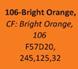 106-Bright Orange,
CF: Bright Orange,
106
F57D20,
245,125,32